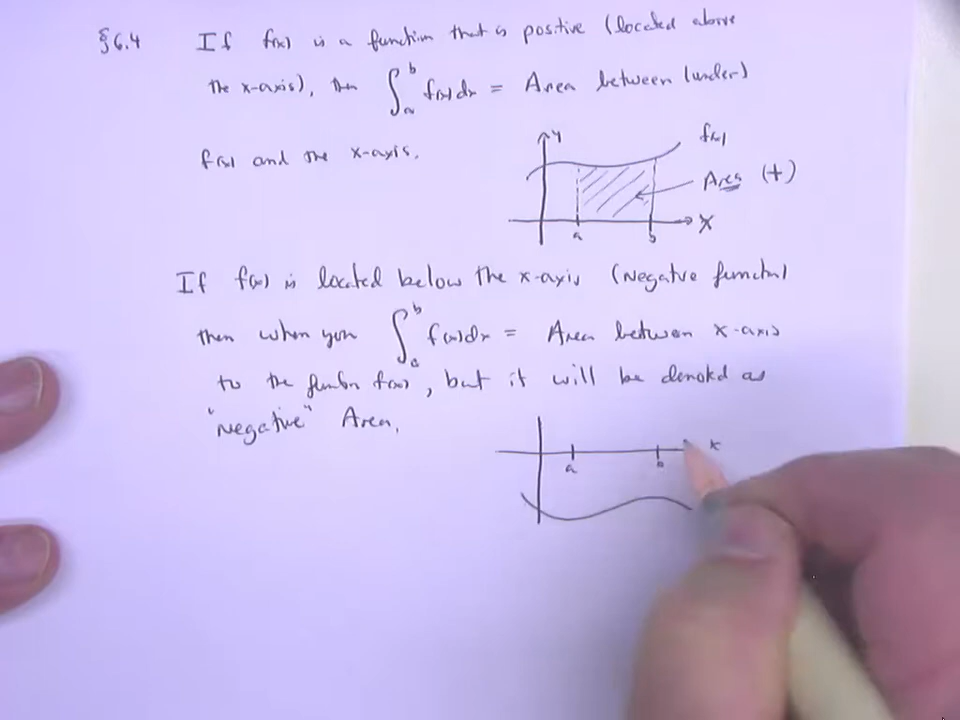 §6.4 If f(x) is a function that is positive (located above
the x-axis), then ∫_a^b f(x)dx = Area between (under)
f(x) and the x-axis.
y
f(x)
Area (+)
x
a b
If f(x) is located below the x-axis (Negative function)
then when you ∫_a^b f(x)dx = Area between x-axis
to the function f(x), but it will be denoted as
"negative" Area.
x
a b